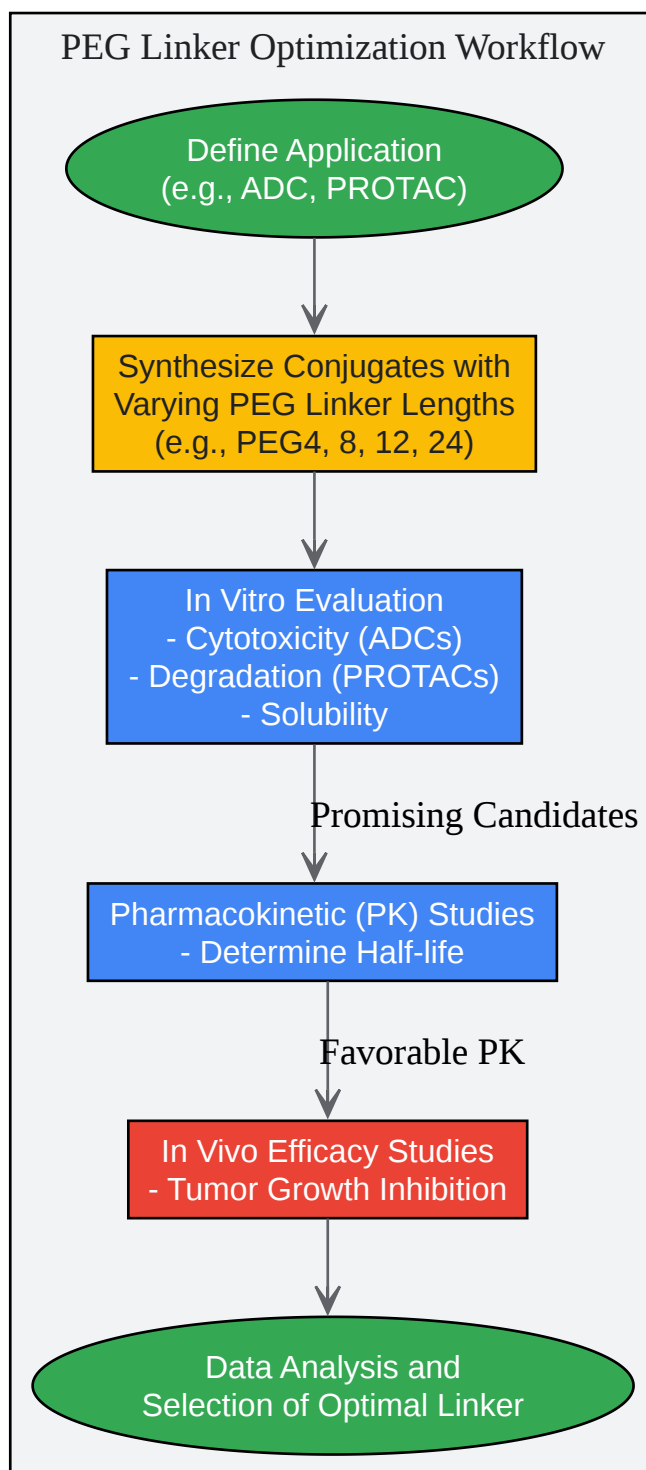 PEG Linker Optimization Workflow
Define Application
(e.g., ADC, PROTAC)
Synthesize Conjugates with
Varying PEG Linker Lengths
(e.g., PEG4, 8, 12, 24)
In Vitro Evaluation
- Cytotoxicity (ADCs)
- Degradation (PROTACs)
- Solubility
Promising Candidates
Pharmacokinetic (PK) Studies
- Determine Half-life
Favorable PK
In Vivo Efficacy Studies
- Tumor Growth Inhibition
Data Analysis and
Selection of Optimal Linker